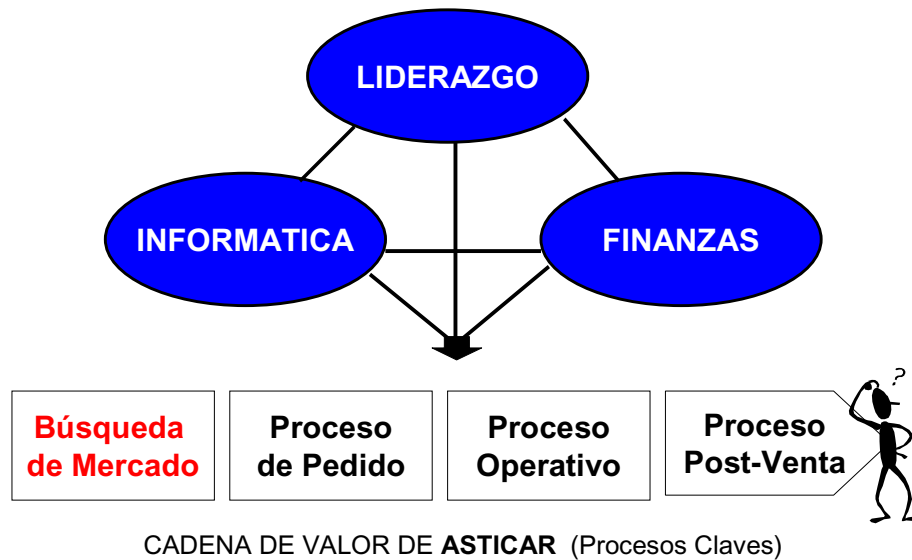 LIDERAZGO
INFORMATICA
FINANZAS
?
Búsqueda
de Mercado
Proceso
de Pedido
Proceso
Operativo
Proceso
Post-Venta
CADENA DE VALOR DE ASTICAR (Procesos Claves)